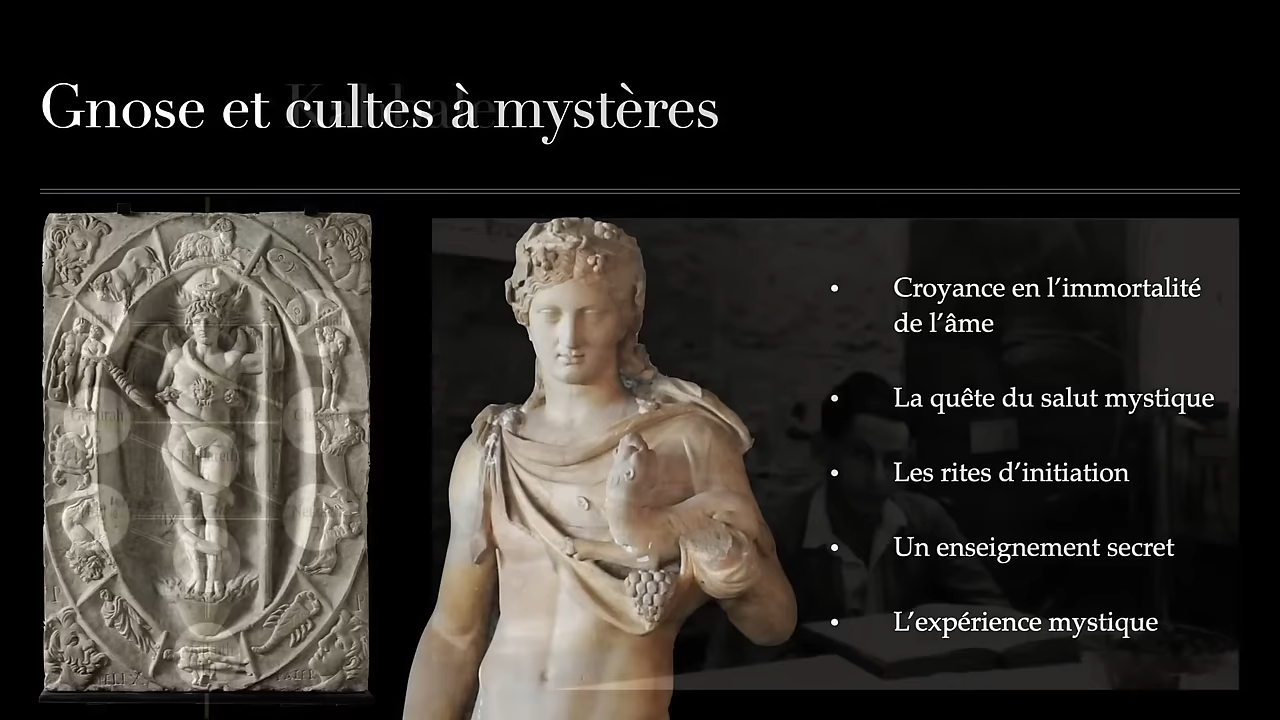 Gnose et cultes à mystères
• Croyance en l’immortalité
de l’âme
• La quête du salut mystique
• Les rites d’initiation
• Un enseignement secret
• L’expérience mystique